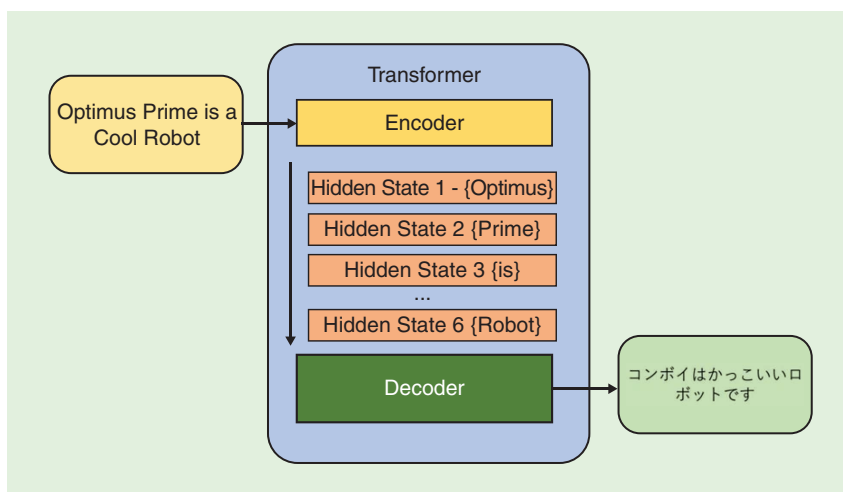 Transformer
Optimus Prime is a
Cool Robot
Encoder
Hidden State 1 - {Optimus}
Hidden State 2 {Prime}
Hidden State 3 {is}
...
Hidden State 6 {Robot}
Decoder
コンボイはかっこいいロ
ボットです